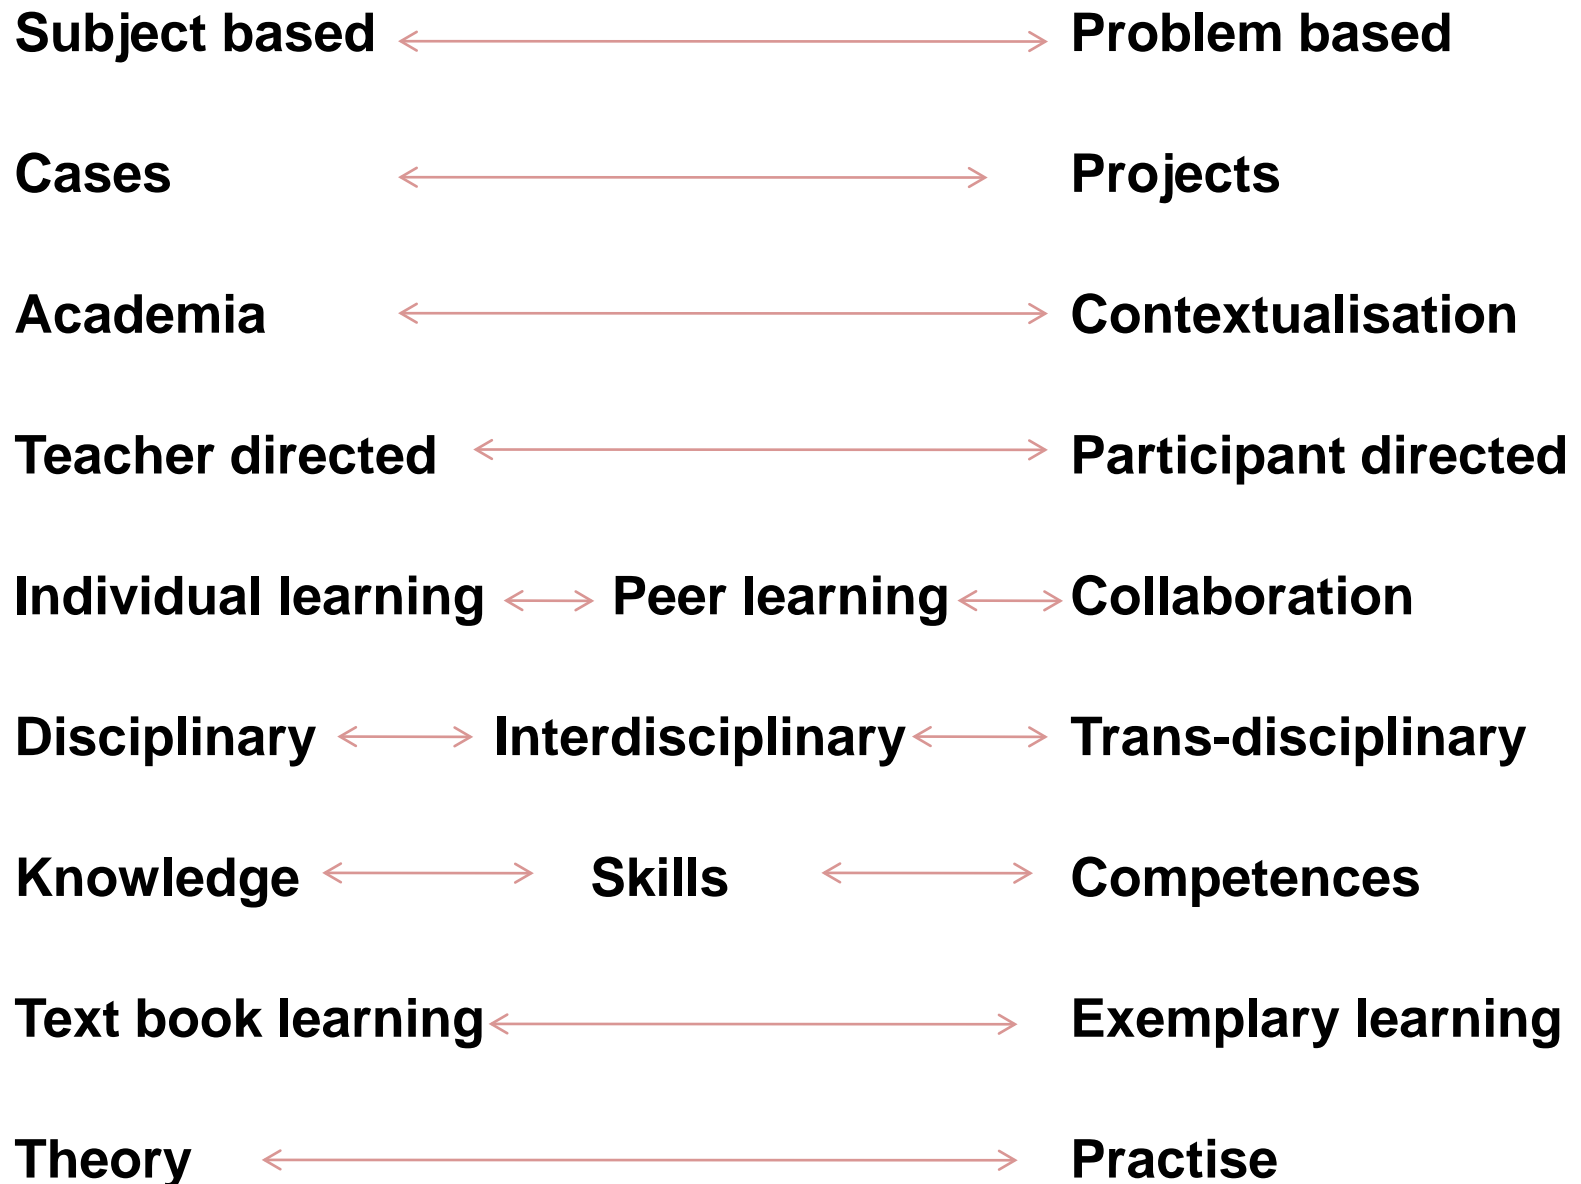 Subject based Problem based
Cases Projects
Academia Contextualisation
Teacher directed Participant directed
Individual learning Peer learning Collaboration
Disciplinary Interdisciplinary Trans-disciplinary
Knowledge Skills Competences
Text book learning Exemplary learning
Theory Practise